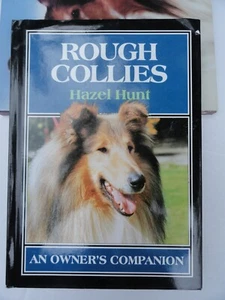 ROUGH
COLLIES
Hazel Hunt
AN OWNER'S COMPANION